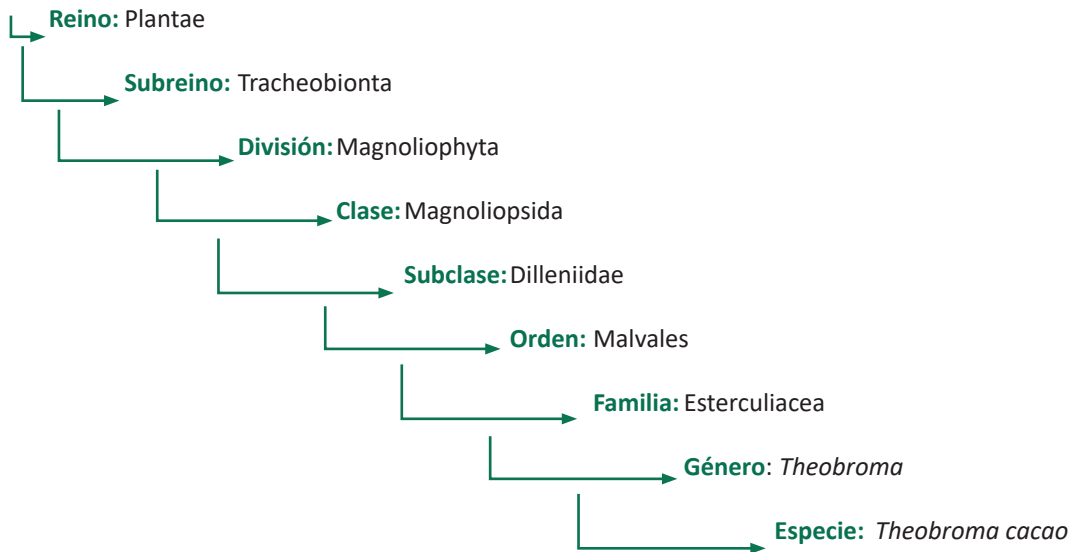 Reino: Plantae
Subreino: Tracheobionta
División: Magnoliophyta
Clase: Magnoliopsida
Subclase: Dilleniidae
Orden: Malvales
Familia: Esterculiacea
Género: Theobroma
Especie: Theobroma cacao